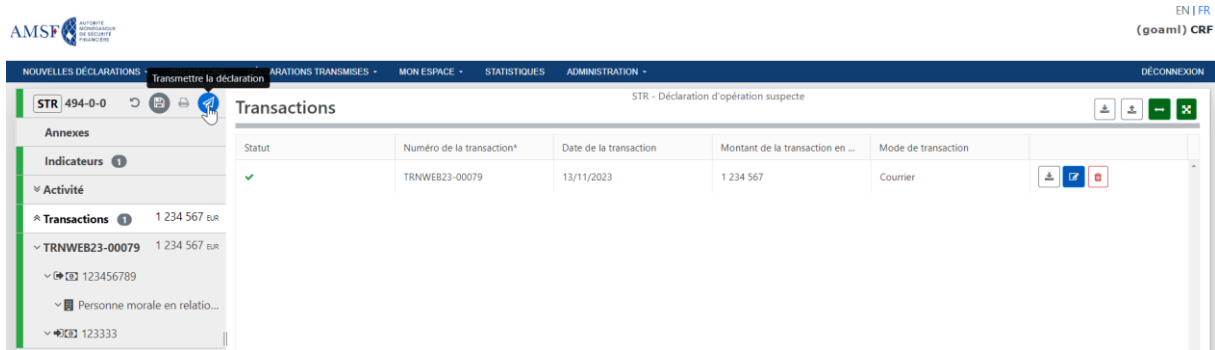 EN | FR
AMSF AUTORITÉ MONÉGASQUE DE SÉCURITÉ FINANCIÈRE
(goaml) CRF
NOUVELLES DÉCLARATIONS ARATIONS TRANSMISES MON ESPACE STATISTIQUES ADMINISTRATION DÉCONNEXION
Transmettre la déclaration
STR 494-0-0
Transactions
STR - Déclaration d'opération suspecte
Annexes
Indicateurs 1
Activité
Transactions 1 1 234 567 EUR
TRNWEB23-00079 1 234 567 EUR
123456789
Personne morale en relatio...
123333
Statut Numéro de la transaction* Date de la transaction Montant de la transaction en ... Mode de transaction
TRNWEB23-00079 13/11/2023 1 234 567 Courrier